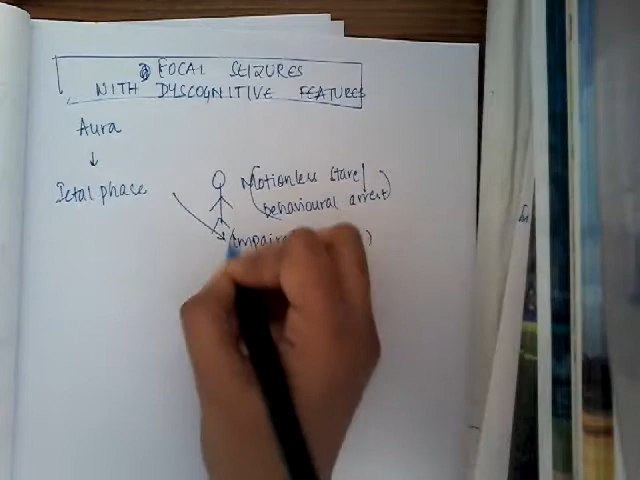 FOCAL SEIZURES
WITH DYSCOGNITIVE FEATURES
Aura
Ictal phase
Motionless stare
behavioural arrest